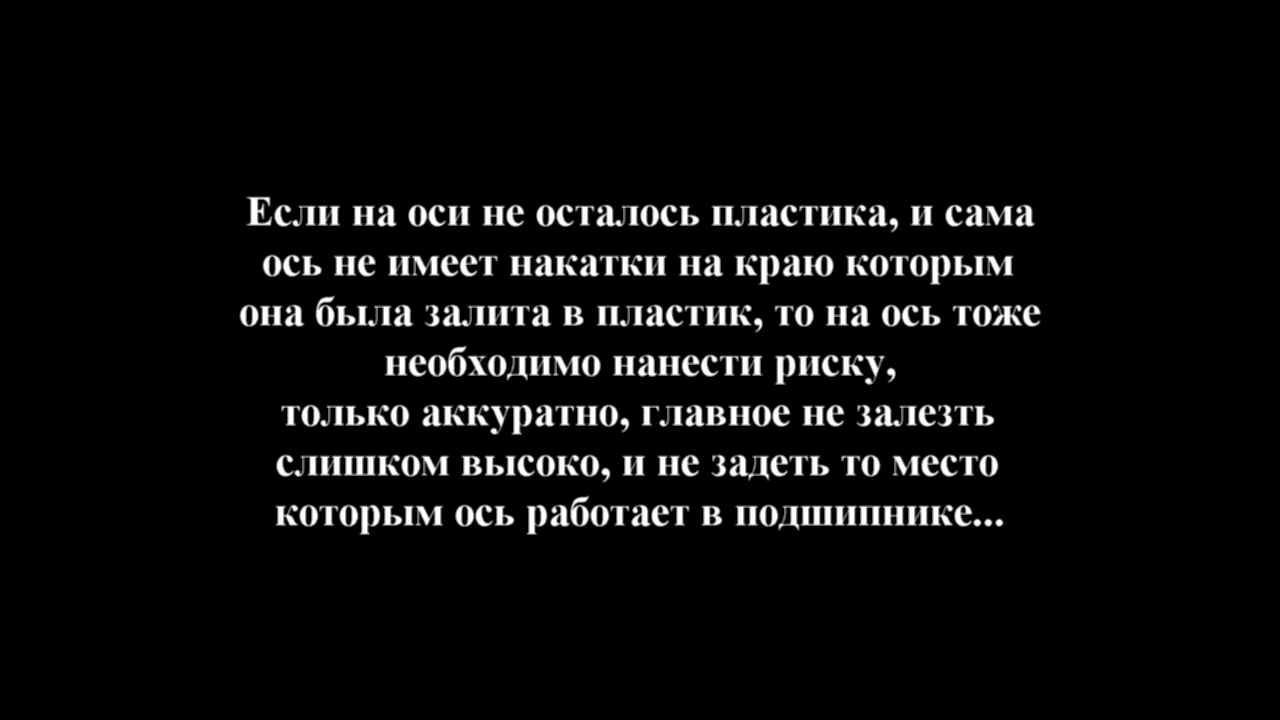 Если на оси не осталось пластика, и сама
ось не имеет накатки на краю которым
она была залита в пластик, то на ось тоже
необходимо нанести риску,
только аккуратно, главное не залезть
слишком высоко, и не задеть то место
которым ось работает в подшипнике...